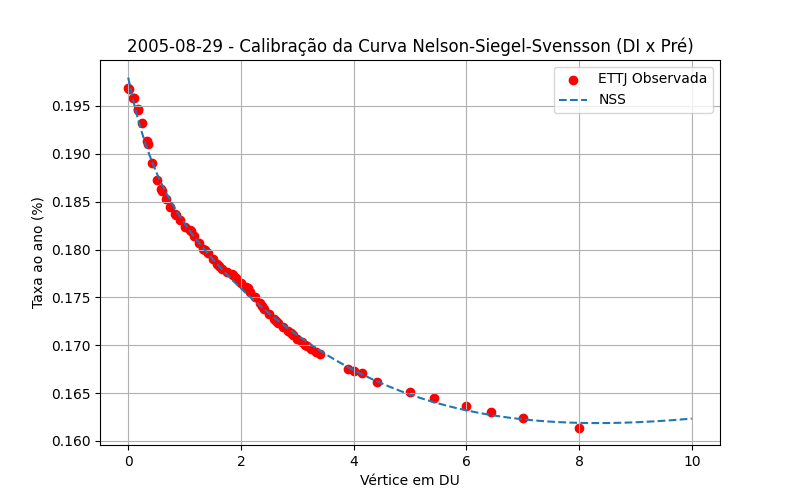 2005-08-29 - Calibração da Curva Nelson-Siegel-Svensson (DI x Pré)
ETTJ Observada
NSS
Taxa ao ano (%)
0.195
0.190
0.185
0.180
0.175
0.170
0.165
0.160
0 2 4 6 8 10
Vértice em DU